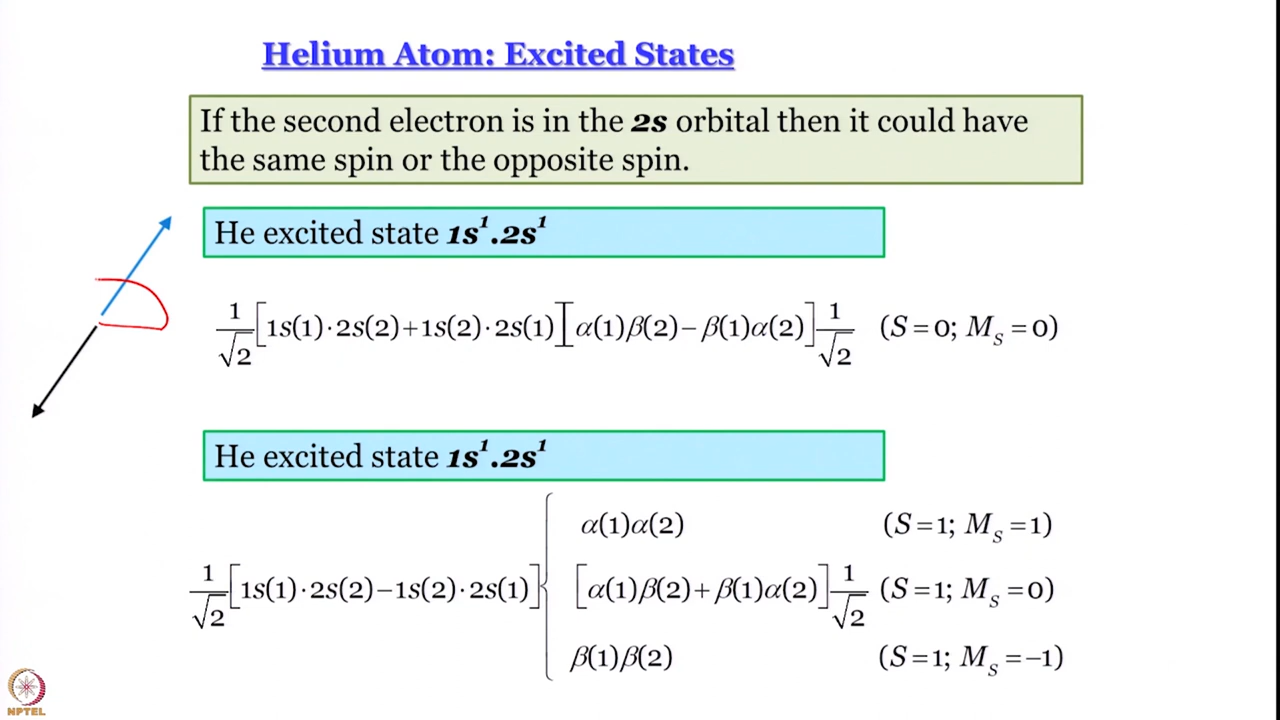 Helium Atom: Excited States
If the second electron is in the 2s orbital then it could have
the same spin or the opposite spin.
He excited state 1s¹.2s¹
1/√2 [1s(1)·2s(2)+1s(2)·2s(1)][α(1)β(2)−β(1)α(2)] 1/√2 (S=0; M_S=0)
He excited state 1s¹.2s¹
α(1)α(2) (S=1; M_S=1)
1/√2 [1s(1)·2s(2)−1s(2)·2s(1)] { [α(1)β(2)+β(1)α(2)] 1/√2 (S=1; M_S=0)
β(1)β(2) (S=1; M_S=−1)
NPTEL